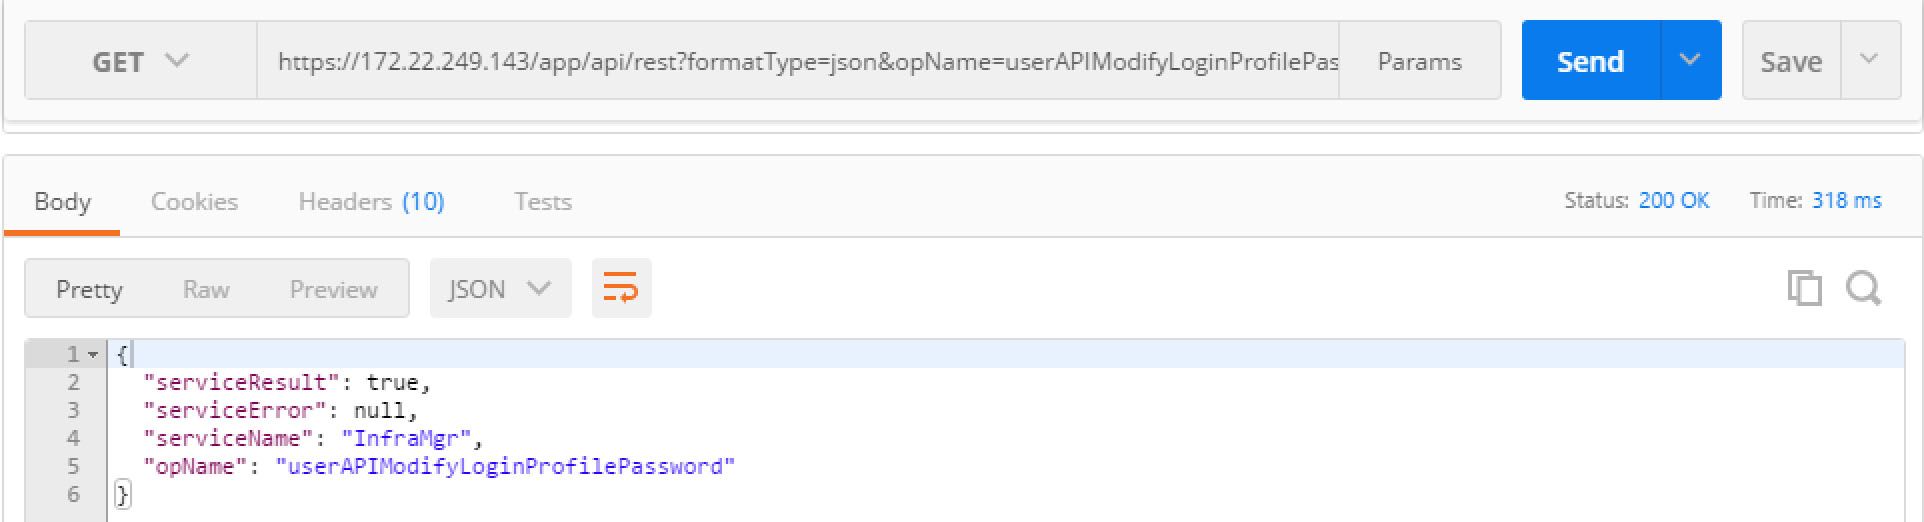 GET https://172.22.249.143/app/api/rest?formatType=json&opName=userAPIModifyLoginProfilePas Params Send Save
Body Cookies Headers (10) Tests Status: 200 OK Time: 318 ms
Pretty Raw Preview JSON
1 {
2 "serviceResult": true,
3 "serviceError": null,
4 "serviceName": "InfraMgr",
5 "opName": "userAPIModifyLoginProfilePassword"
6 }